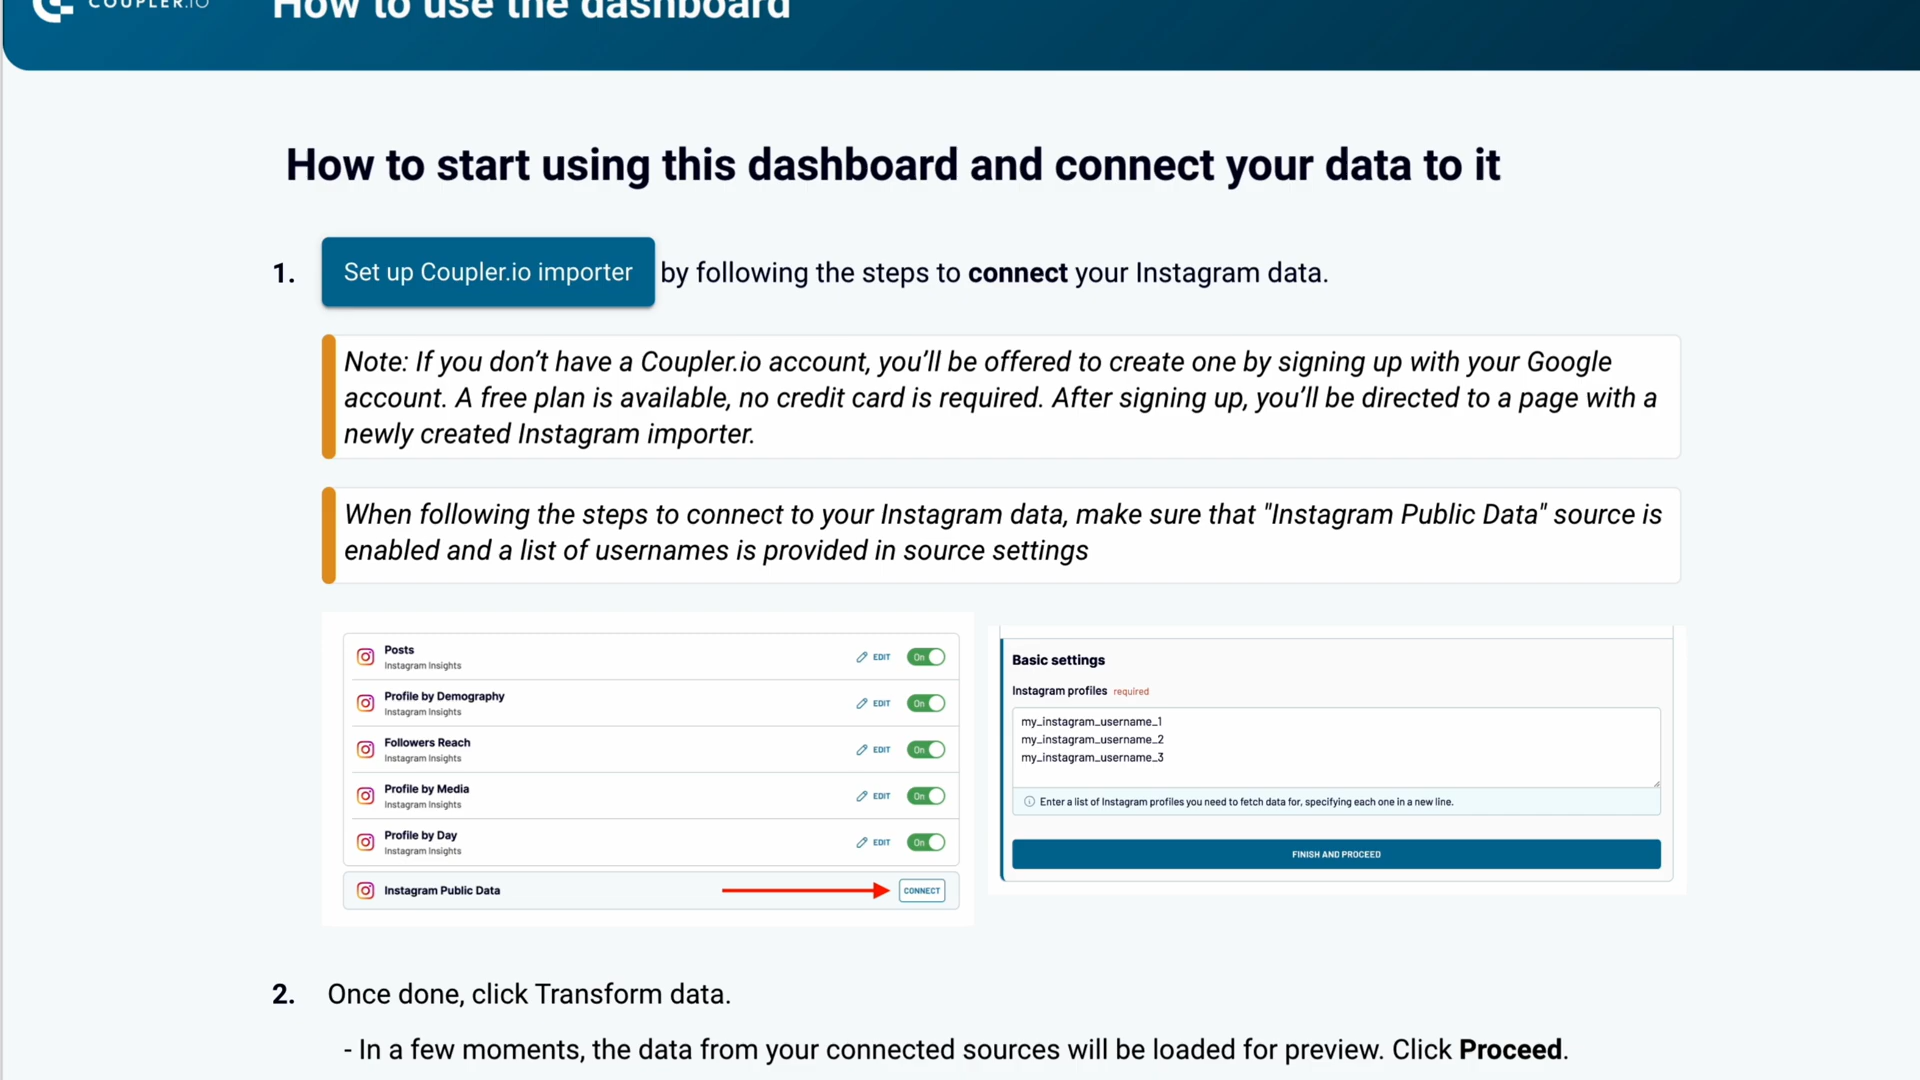 COUPLER.IO
How to use the dashboard
How to start using this dashboard and connect your data to it
1. Set up Coupler.io importer by following the steps to connect your Instagram data.
Note: If you don’t have a Coupler.io account, you’ll be offered to create one by signing up with your Google
account. A free plan is available, no credit card is required. After signing up, you’ll be directed to a page with a
newly created Instagram importer.
When following the steps to connect to your Instagram data, make sure that "Instagram Public Data" source is
enabled and a list of usernames is provided in source settings
Posts
Instagram Insights
EDIT On
Profile by Demography
Instagram Insights
EDIT On
Followers Reach
Instagram Insights
EDIT On
Profile by Media
Instagram Insights
EDIT On
Profile by Day
Instagram Insights
EDIT On
Instagram Public Data CONNECT
Basic settings
Instagram profiles required
my_instagram_username_1
my_instagram_username_2
my_instagram_username_3
Enter a list of Instagram profiles you need to fetch data for, specifying each one in a new line.
FINISH AND PROCEED
2. Once done, click Transform data.
- In a few moments, the data from your connected sources will be loaded for preview. Click Proceed.